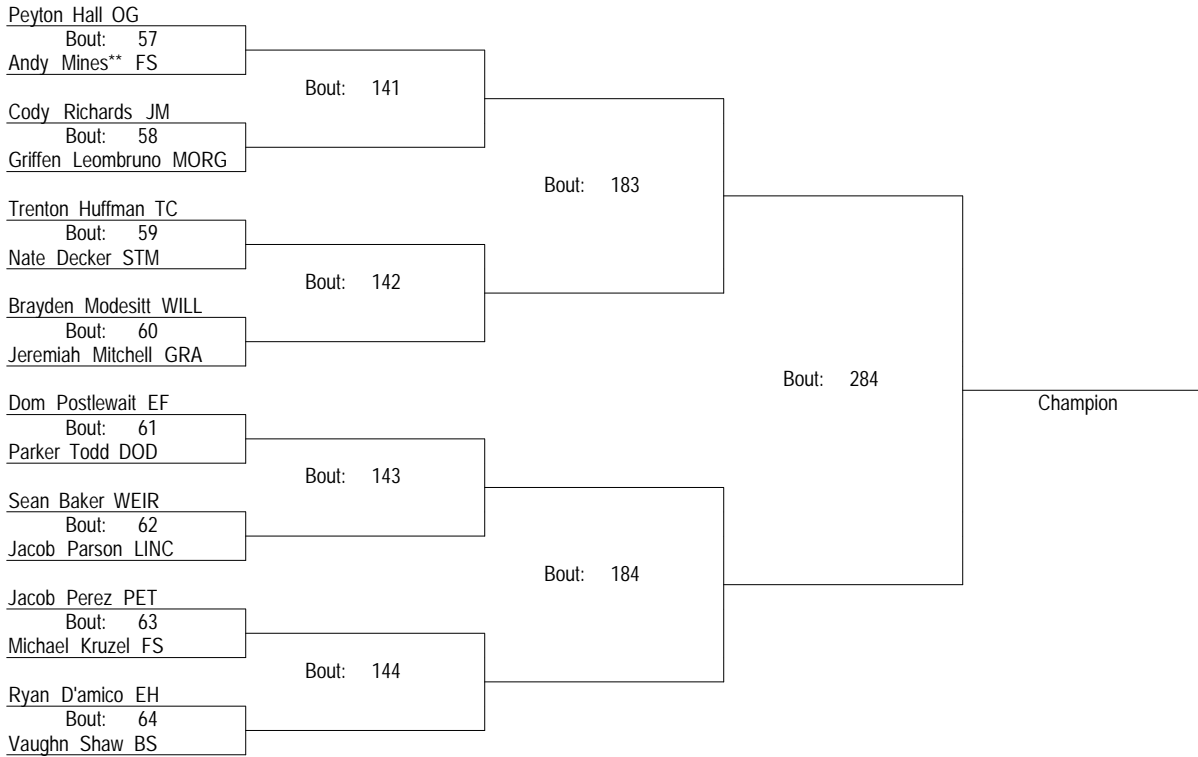 Peyton Hall OG
Bout: 57
Andy Mines** FS
Bout: 141
Cody Richards JM
Bout: 58
Griffen Leombruno MORG
Bout: 183
Trenton Huffman TC
Bout: 59
Nate Decker STM
Bout: 142
Brayden Modesitt WILL
Bout: 60
Jeremiah Mitchell GRA
Bout: 284
Champion
Dom Postlewait EF
Bout: 61
Parker Todd DOD
Bout: 143
Sean Baker WEIR
Bout: 62
Jacob Parson LINC
Bout: 184
Jacob Perez PET
Bout: 63
Michael Kruzel FS
Bout: 144
Ryan D'amico EH
Bout: 64
Vaughn Shaw BS